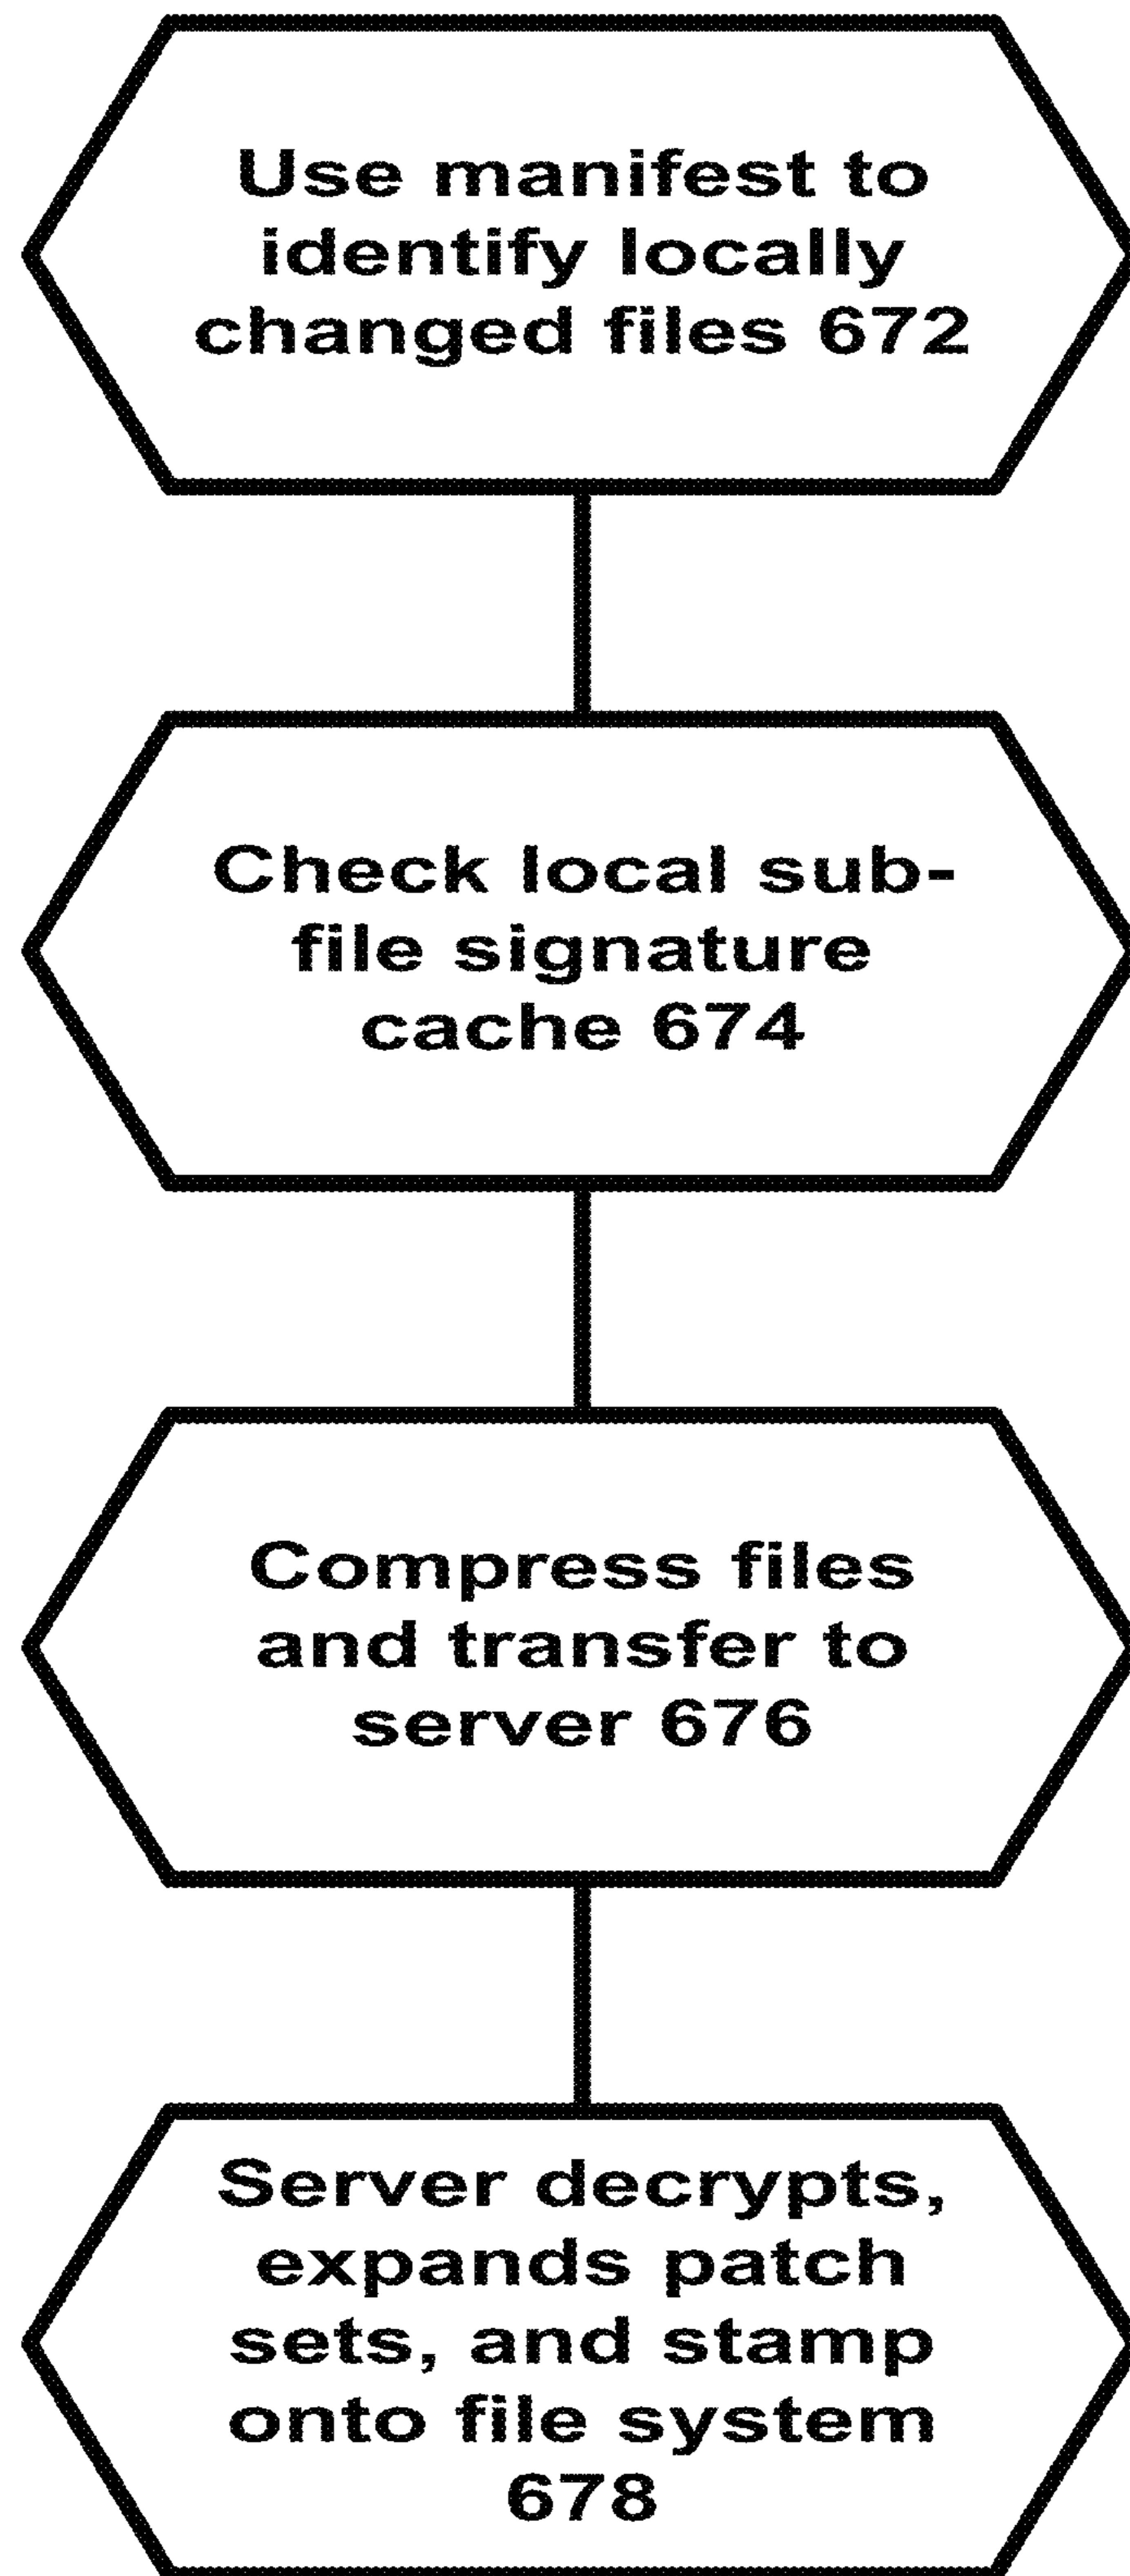 Use manifest to
identify locally
changed files 672
Check local sub-
file signature
cache 674
Compress files
and transfer to
server 676
Server decrypts,
expands patch
sets, and stamp
onto file system
678